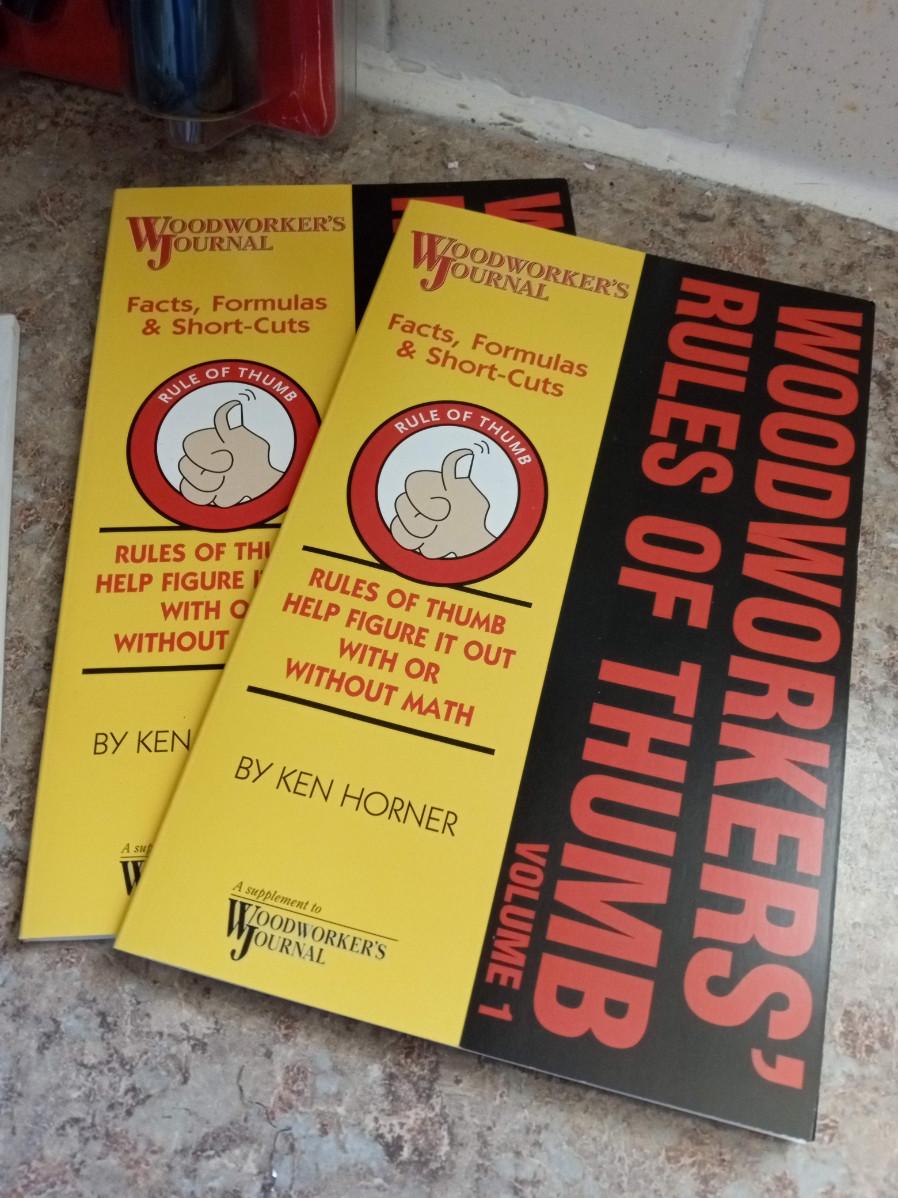 WOODWORKER'S
JOURNAL
Facts, Formulas
& Short-Cuts
RULE OF THUMB
RULES OF
HELP FIGURE
WITH
WITHOUT
BY KEN
WOODWORKER'S
JOURNAL
Facts, Formulas
& Short-Cuts
RULE OF THUMB
RULES OF THUMB
HELP FIGURE IT OUT
WITH OR
WITHOUT MATH
BY KEN HORNER
A supplement to
WOODWORKER'S
JOURNAL
WOODWORKERS'
RULES OF THUMB
VOLUME 1